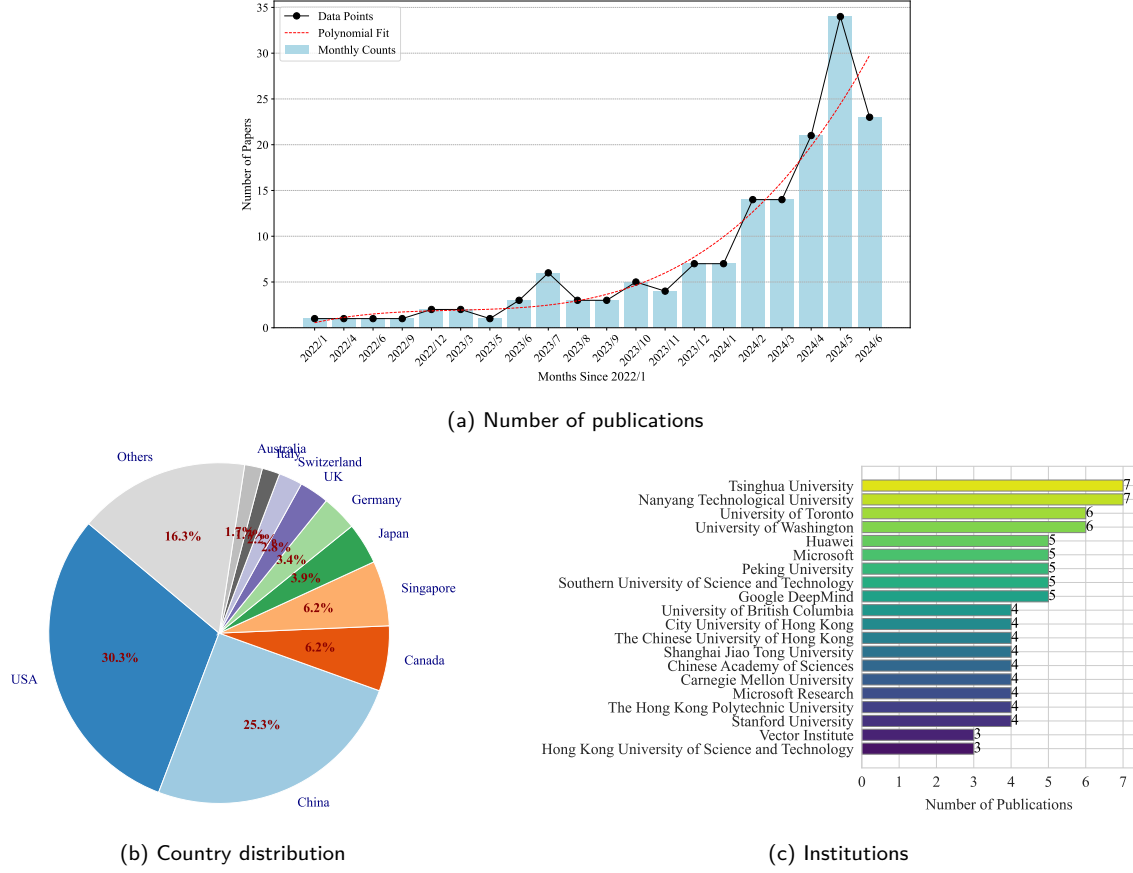 Data Points
Polynomial Fit
Monthly Counts
35
30
25
20
15
10
5
0
Number of Papers
2022/1
2022/4
2022/6
2022/9
2022/12
2023/3
2023/5
2023/6
2023/7
2023/8
2023/9
2023/10
2023/11
2023/12
2024/1
2024/2
2024/3
2024/4
2024/5
2024/6
Months Since 2022/1
(a) Number of publications
Others
Australia
Italy
Switzerland
UK
Germany
Japan
Singapore
Canada
China
USA
16.3%
1.7%
1.7%
2.2%
2.8%
3.4%
3.9%
6.2%
6.2%
25.3%
30.3%
(b) Country distribution
Tsinghua University 7
Nanyang Technological University 7
University of Toronto 6
University of Washington 6
Huawei 5
Microsoft 5
Peking University 5
Southern University of Science and Technology 5
Google DeepMind 5
University of British Columbia 4
City University of Hong Kong 4
The Chinese University of Hong Kong 4
Shanghai Jiao Tong University 4
Chinese Academy of Sciences 4
Carnegie Mellon University 4
Microsoft Research 4
The Hong Kong Polytechnic University 4
Stanford University 4
Vector Institute 3
Hong Kong University of Science and Technology 3
0 1 2 3 4 5 6 7
Number of Publications
(c) Institutions